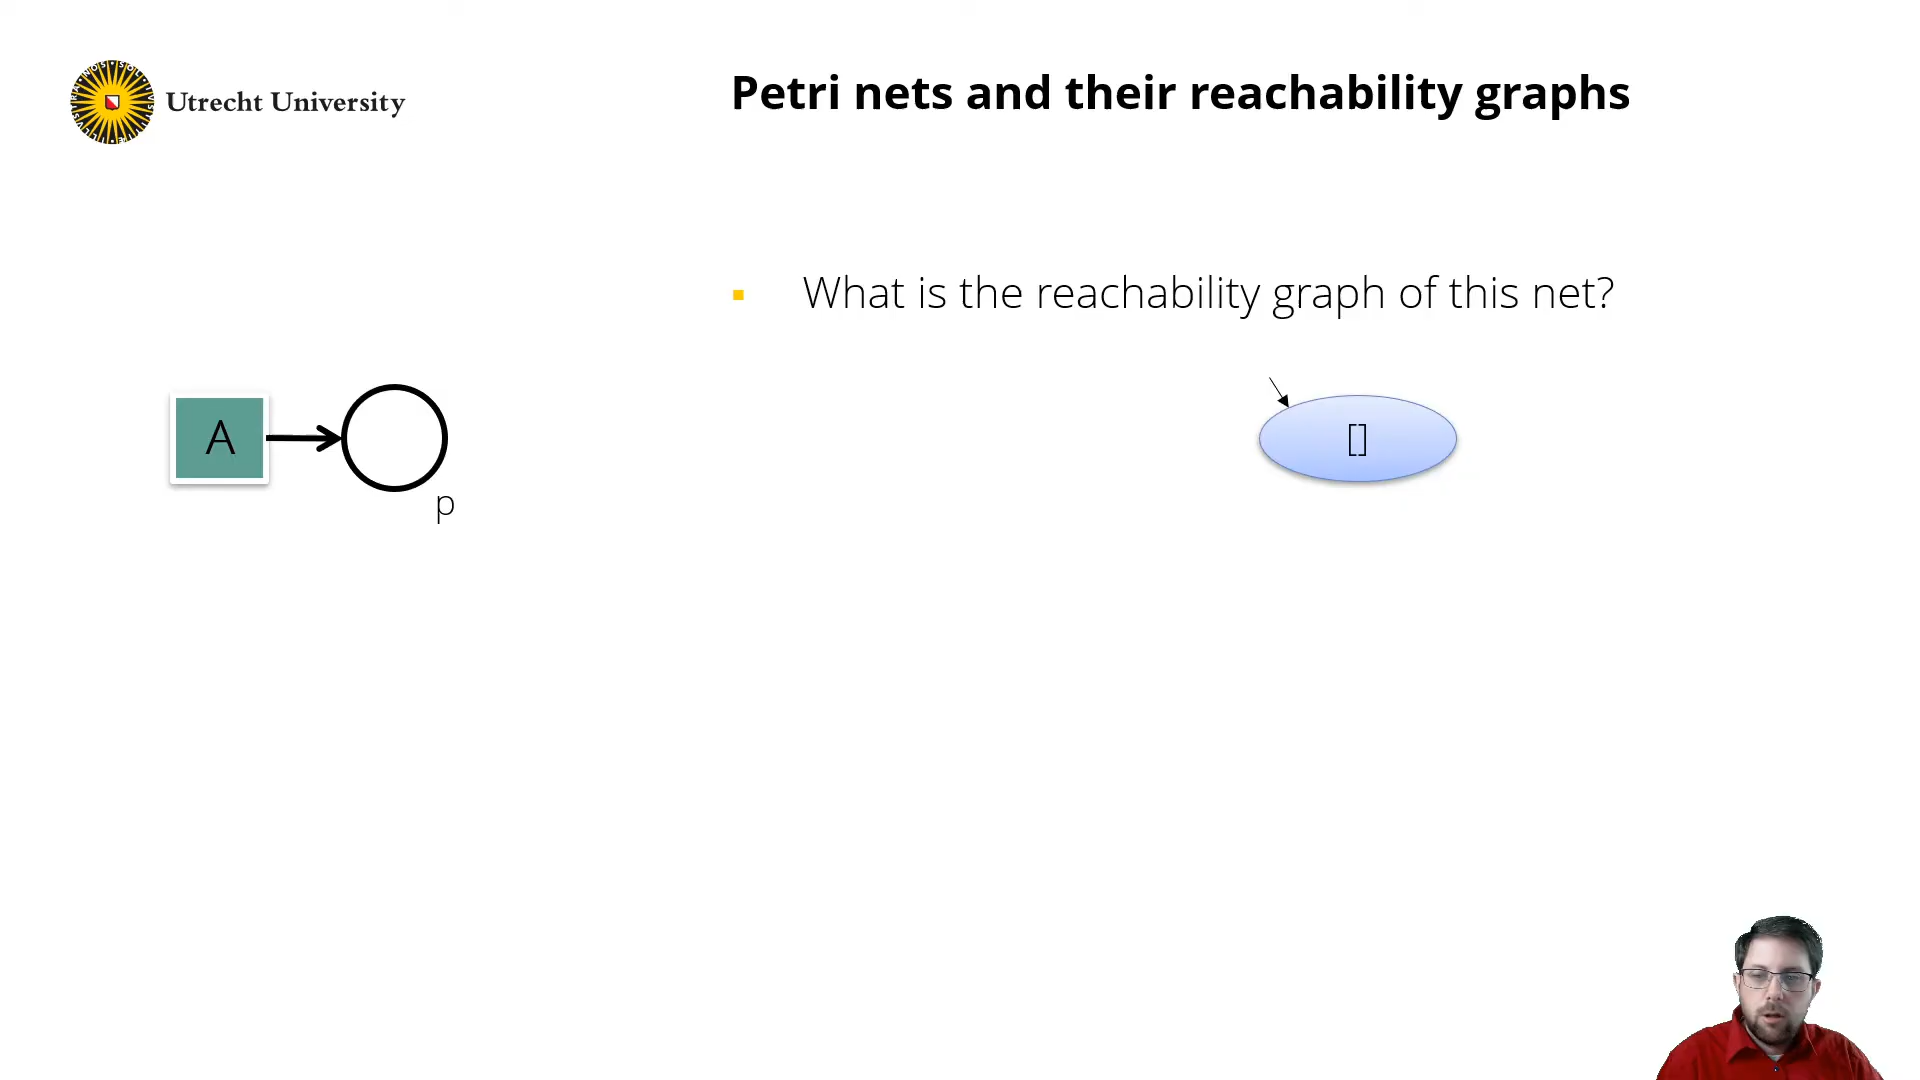 Utrecht University
Petri nets and their reachability graphs
What is the reachability graph of this net?
A
p
[]